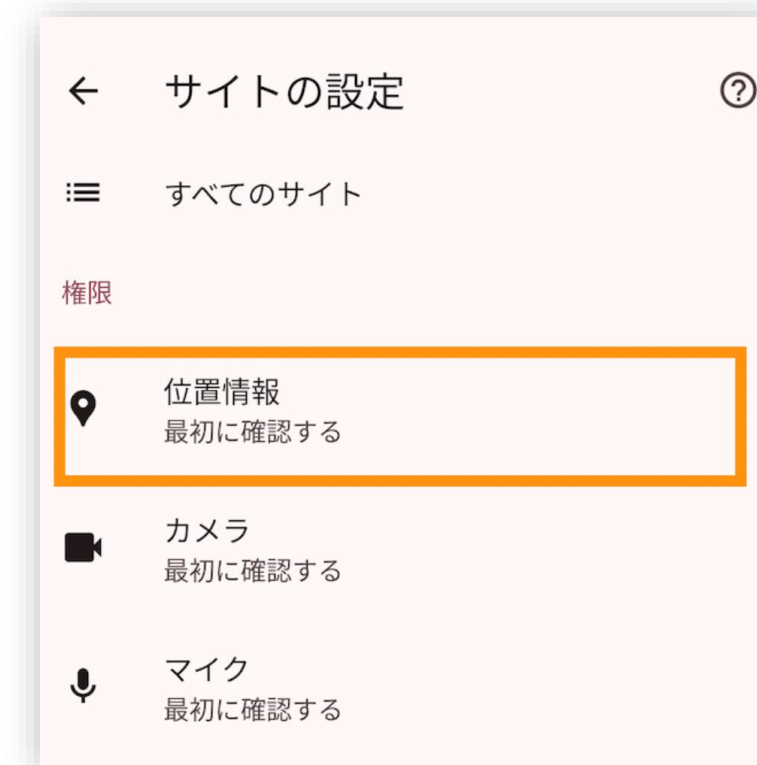 サイトの設定
すべてのサイト
権限
位置情報
最初に確認する
カメラ
最初に確認する
マイク
最初に確認する